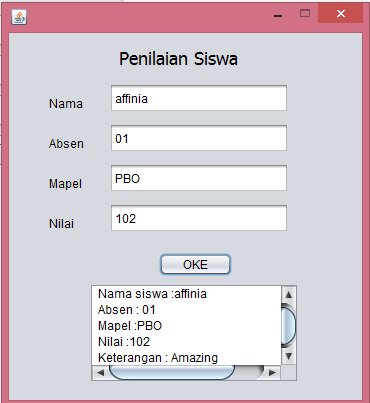 Penilaian Siswa
Nama affinia
Absen 01
Mapel PBO
Nilai 102
OKE
Nama siswa :affinia
Absen : 01
Mapel :PBO
Nilai :102
Keterangan : Amazing